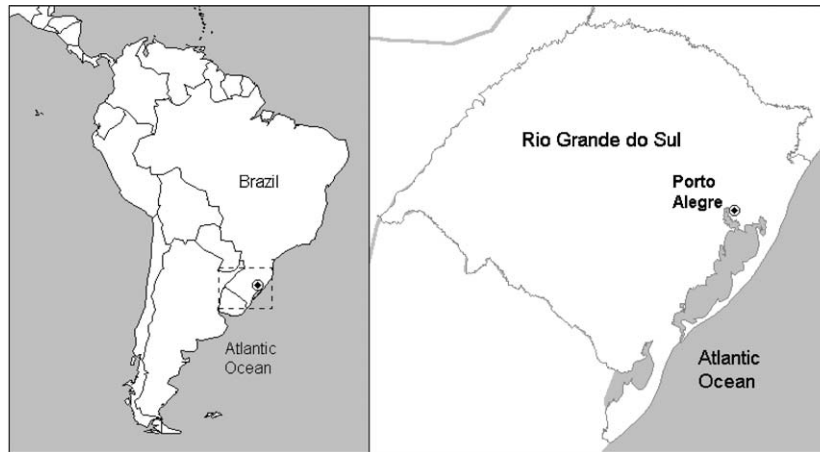 Brazil
Atlantic
Ocean
Rio Grande do Sul
Porto
Alegre
Atlantic
Ocean